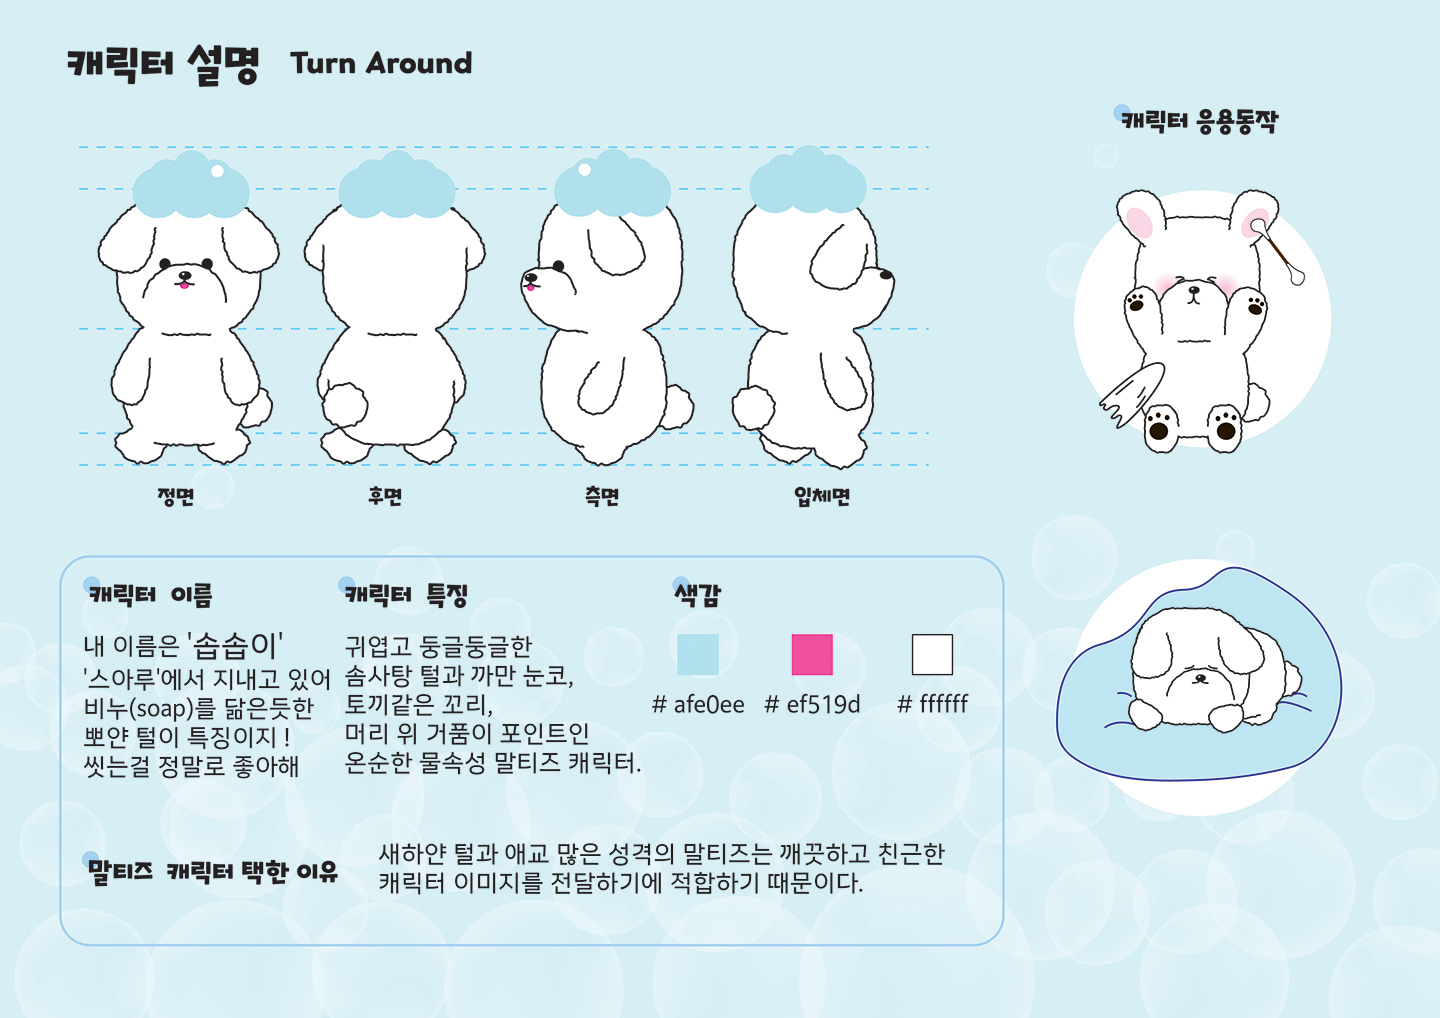 캐릭터 설명 Turn Around
캐릭터 응용동작
정면
후면
측면
입체면
캐릭터 이름
내 이름은 '솝솝이'
'스아루'에서 지내고 있어
비누(soap)를 닮은듯한
뽀얀 털이 특징이지 !
씻는걸 정말로 좋아해
캐릭터 특징
귀엽고 둥글둥글한
솜사탕 털과 까만 눈코,
토끼같은 꼬리,
머리 위 거품이 포인트인
온순한 물속성 말티즈 캐릭터.
색감
# afe0ee
# ef519d
# ffffff
말티즈 캐릭터 택한 이유
새하얀 털과 애교 많은 성격의 말티즈는 깨끗하고 친근한
캐릭터 이미지를 전달하기에 적합하기 때문이다.